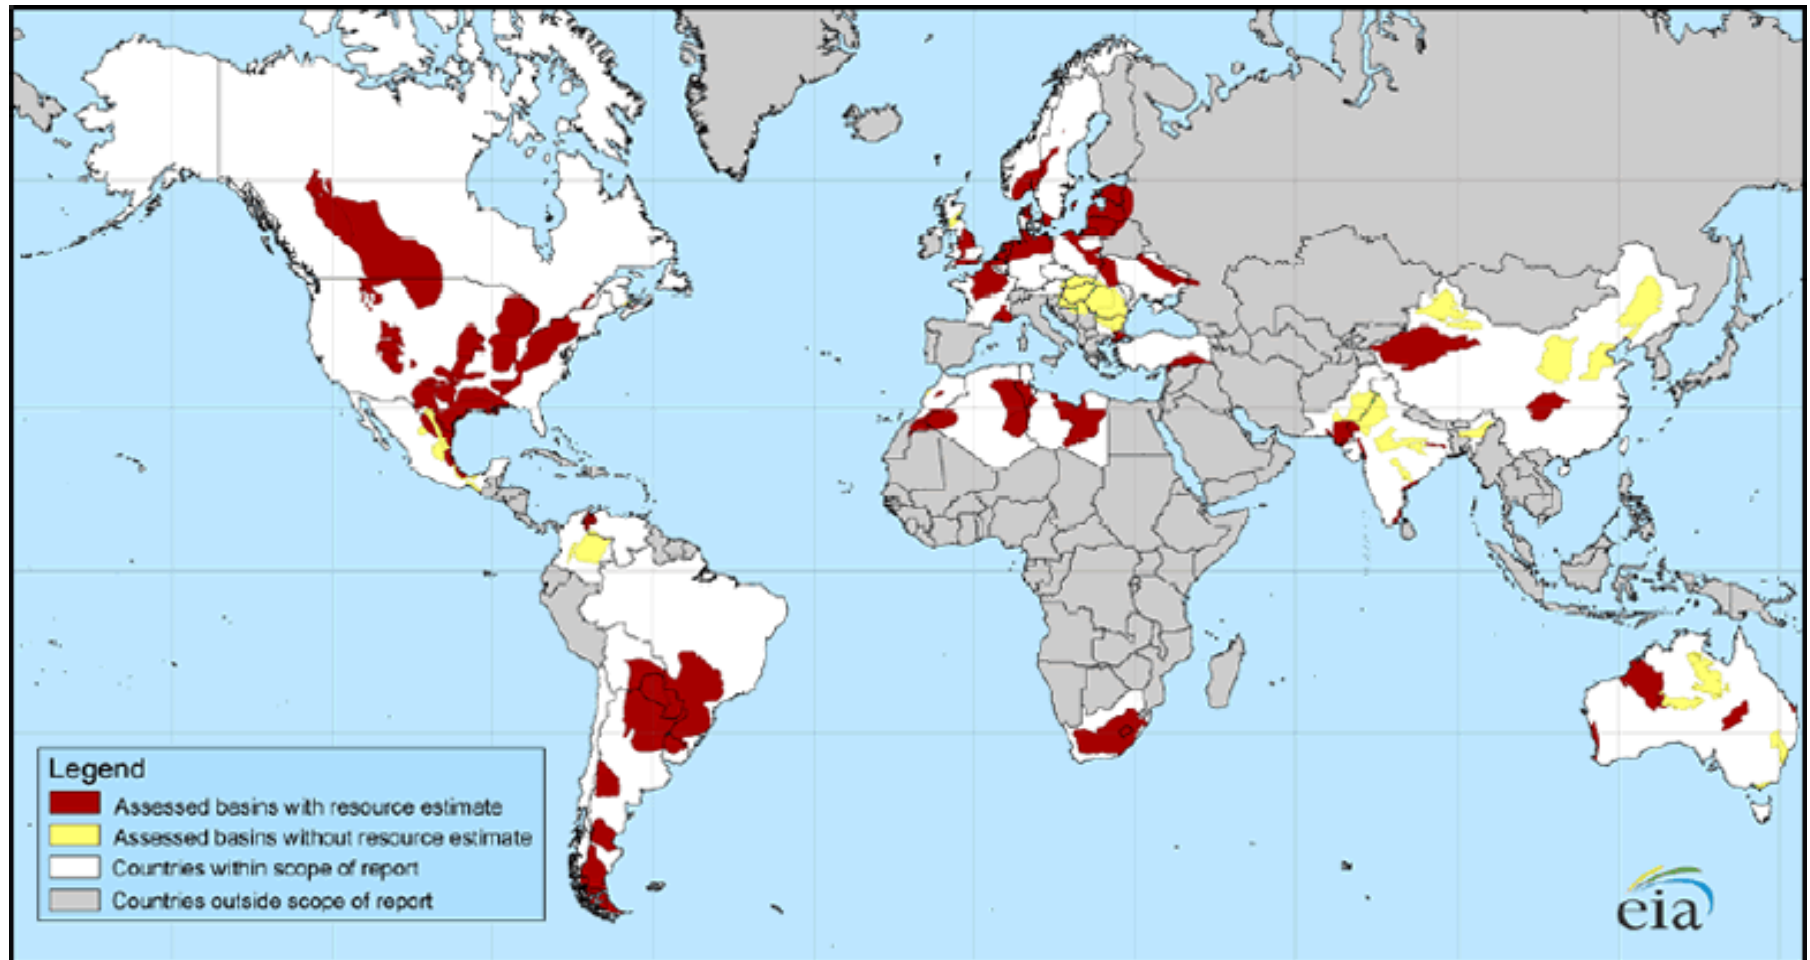 Legend
Assessed basins with resource estimate
Assessed basins without resource estimate
Countries within scope of report
Countries outside scope of report
eia